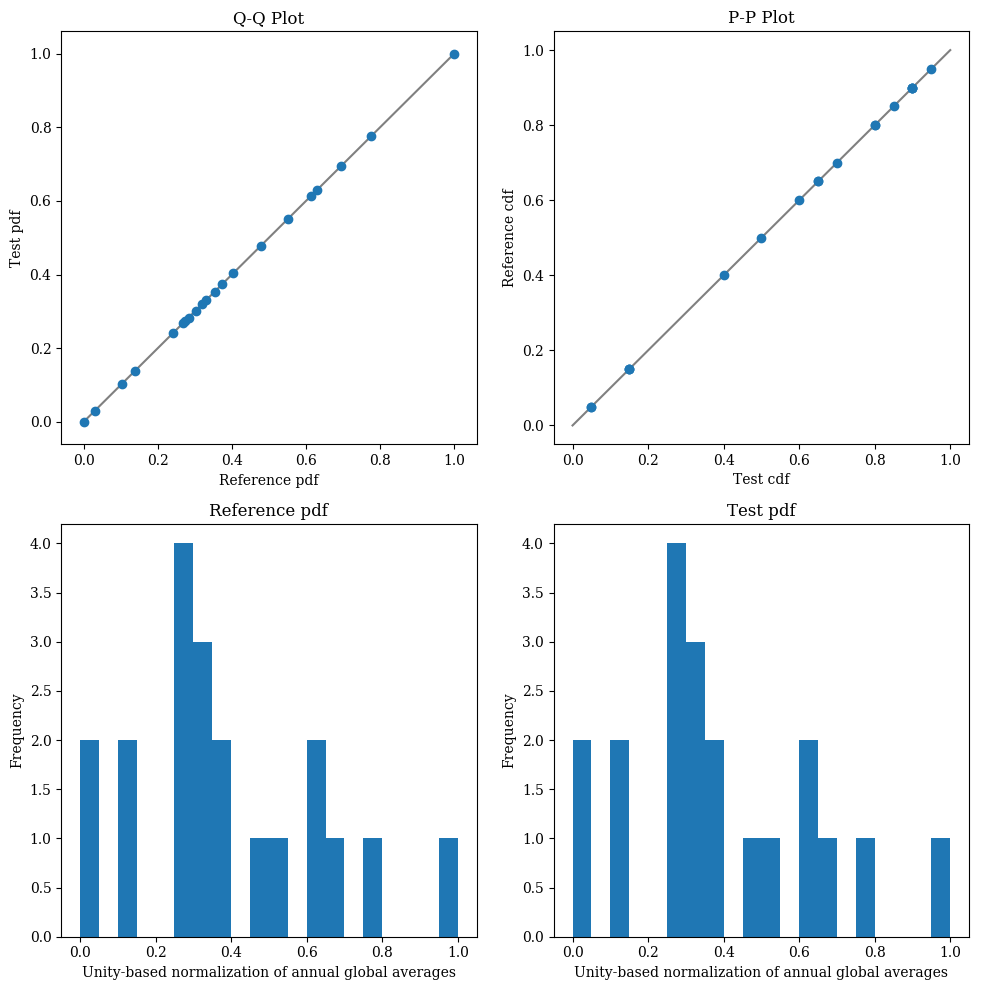 Q-Q Plot
1.0
0.8
0.6
0.4
0.2
0.0
Test pdf
0.0 0.2 0.4 0.6 0.8 1.0
Reference pdf
P-P Plot
1.0
0.8
0.6
0.4
0.2
0.0
Reference cdf
0.0 0.2 0.4 0.6 0.8 1.0
Test cdf
Reference pdf
4.0
3.5
3.0
2.5
2.0
1.5
1.0
0.5
0.0
Frequency
0.0 0.2 0.4 0.6 0.8 1.0
Unity-based normalization of annual global averages
Test pdf
4.0
3.5
3.0
2.5
2.0
1.5
1.0
0.5
0.0
Frequency
0.0 0.2 0.4 0.6 0.8 1.0
Unity-based normalization of annual global averages